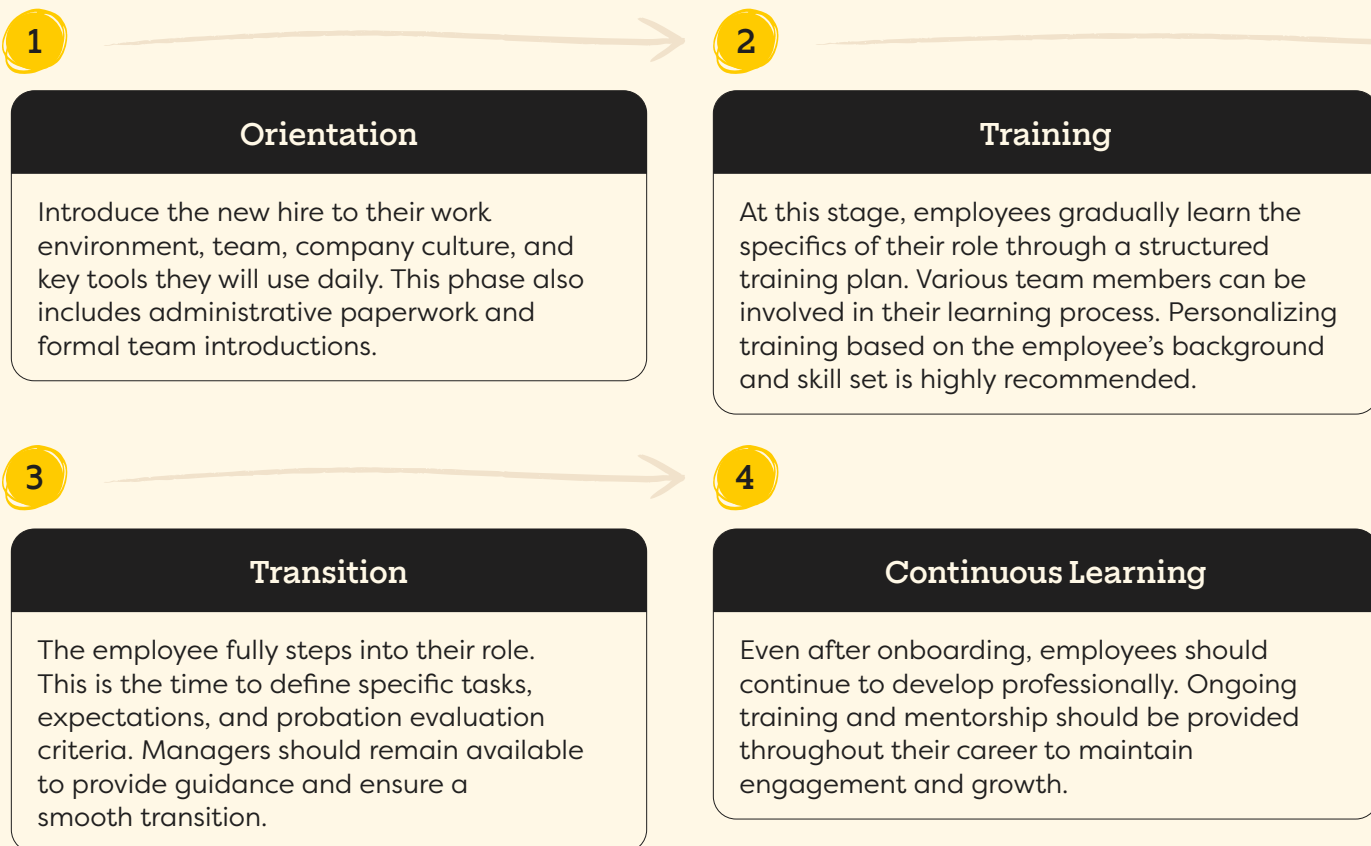 1
Orientation
Introduce the new hire to their work
environment, team, company culture, and
key tools they will use daily. This phase also
includes administrative paperwork and
formal team introductions.
2
Training
At this stage, employees gradually learn the
specifics of their role through a structured
training plan. Various team members can be
involved in their learning process. Personalizing
training based on the employee’s background
and skill set is highly recommended.
3
Transition
The employee fully steps into their role.
This is the time to define specific tasks,
expectations, and probation evaluation
criteria. Managers should remain available
to provide guidance and ensure a
smooth transition.
4
Continuous Learning
Even after onboarding, employees should
continue to develop professionally. Ongoing
training and mentorship should be provided
throughout their career to maintain
engagement and growth.